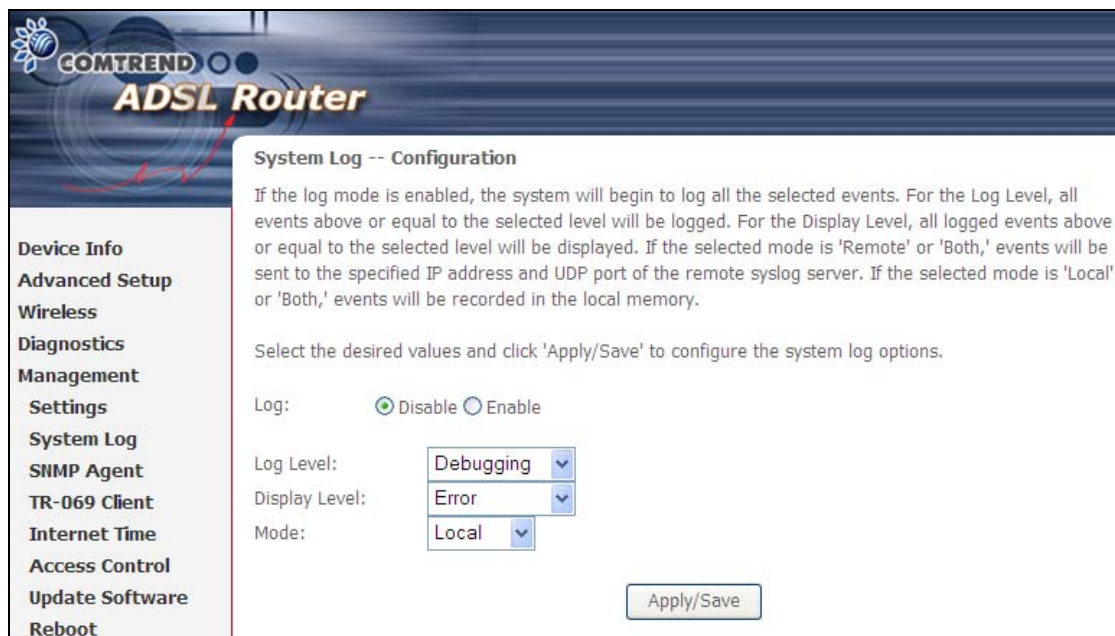 COMTREND
ADSL Router
System Log -- Configuration
If the log mode is enabled, the system will begin to log all the selected events. For the Log Level, all
events above or equal to the selected level will be logged. For the Display Level, all logged events above
or equal to the selected level will be displayed. If the selected mode is 'Remote' or 'Both,' events will be
sent to the specified IP address and UDP port of the remote syslog server. If the selected mode is 'Local'
or 'Both,' events will be recorded in the local memory.
Select the desired values and click 'Apply/Save' to configure the system log options.
Log: Disable Enable
Log Level: Debugging
Display Level: Error
Mode: Local
Apply/Save
Device Info
Advanced Setup
Wireless
Diagnostics
Management
Settings
System Log
SNMP Agent
TR-069 Client
Internet Time
Access Control
Update Software
Reboot